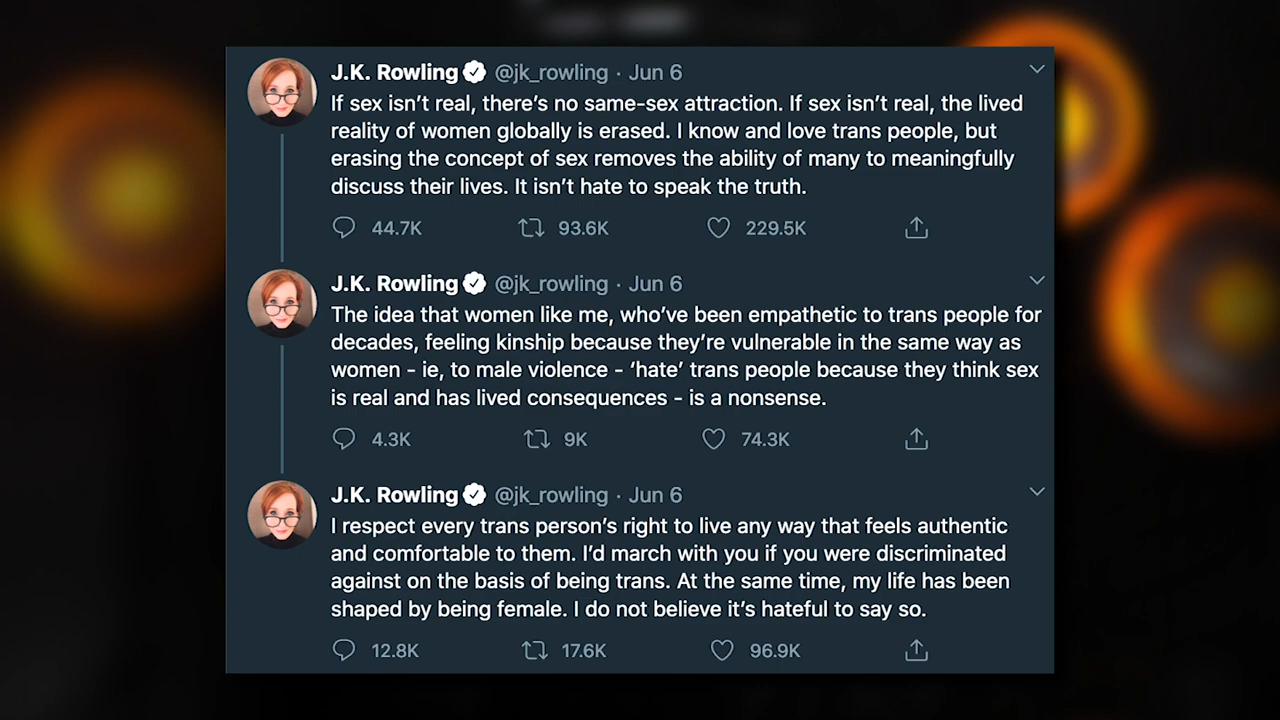 J.K. Rowling @jk_rowling · Jun 6
If sex isn't real, there's no same-sex attraction. If sex isn't real, the lived
reality of women globally is erased. I know and love trans people, but
erasing the concept of sex removes the ability of many to meaningfully
discuss their lives. It isn't hate to speak the truth.
44.7K 93.6K 229.5K
J.K. Rowling @jk_rowling · Jun 6
The idea that women like me, who've been empathetic to trans people for
decades, feeling kinship because they're vulnerable in the same way as
women - ie, to male violence - ‘hate’ trans people because they think sex
is real and has lived consequences - is a nonsense.
4.3K 9K 74.3K
J.K. Rowling @jk_rowling · Jun 6
I respect every trans person's right to live any way that feels authentic
and comfortable to them. I'd march with you if you were discriminated
against on the basis of being trans. At the same time, my life has been
shaped by being female. I do not believe it's hateful to say so.
12.8K 17.6K 96.9K